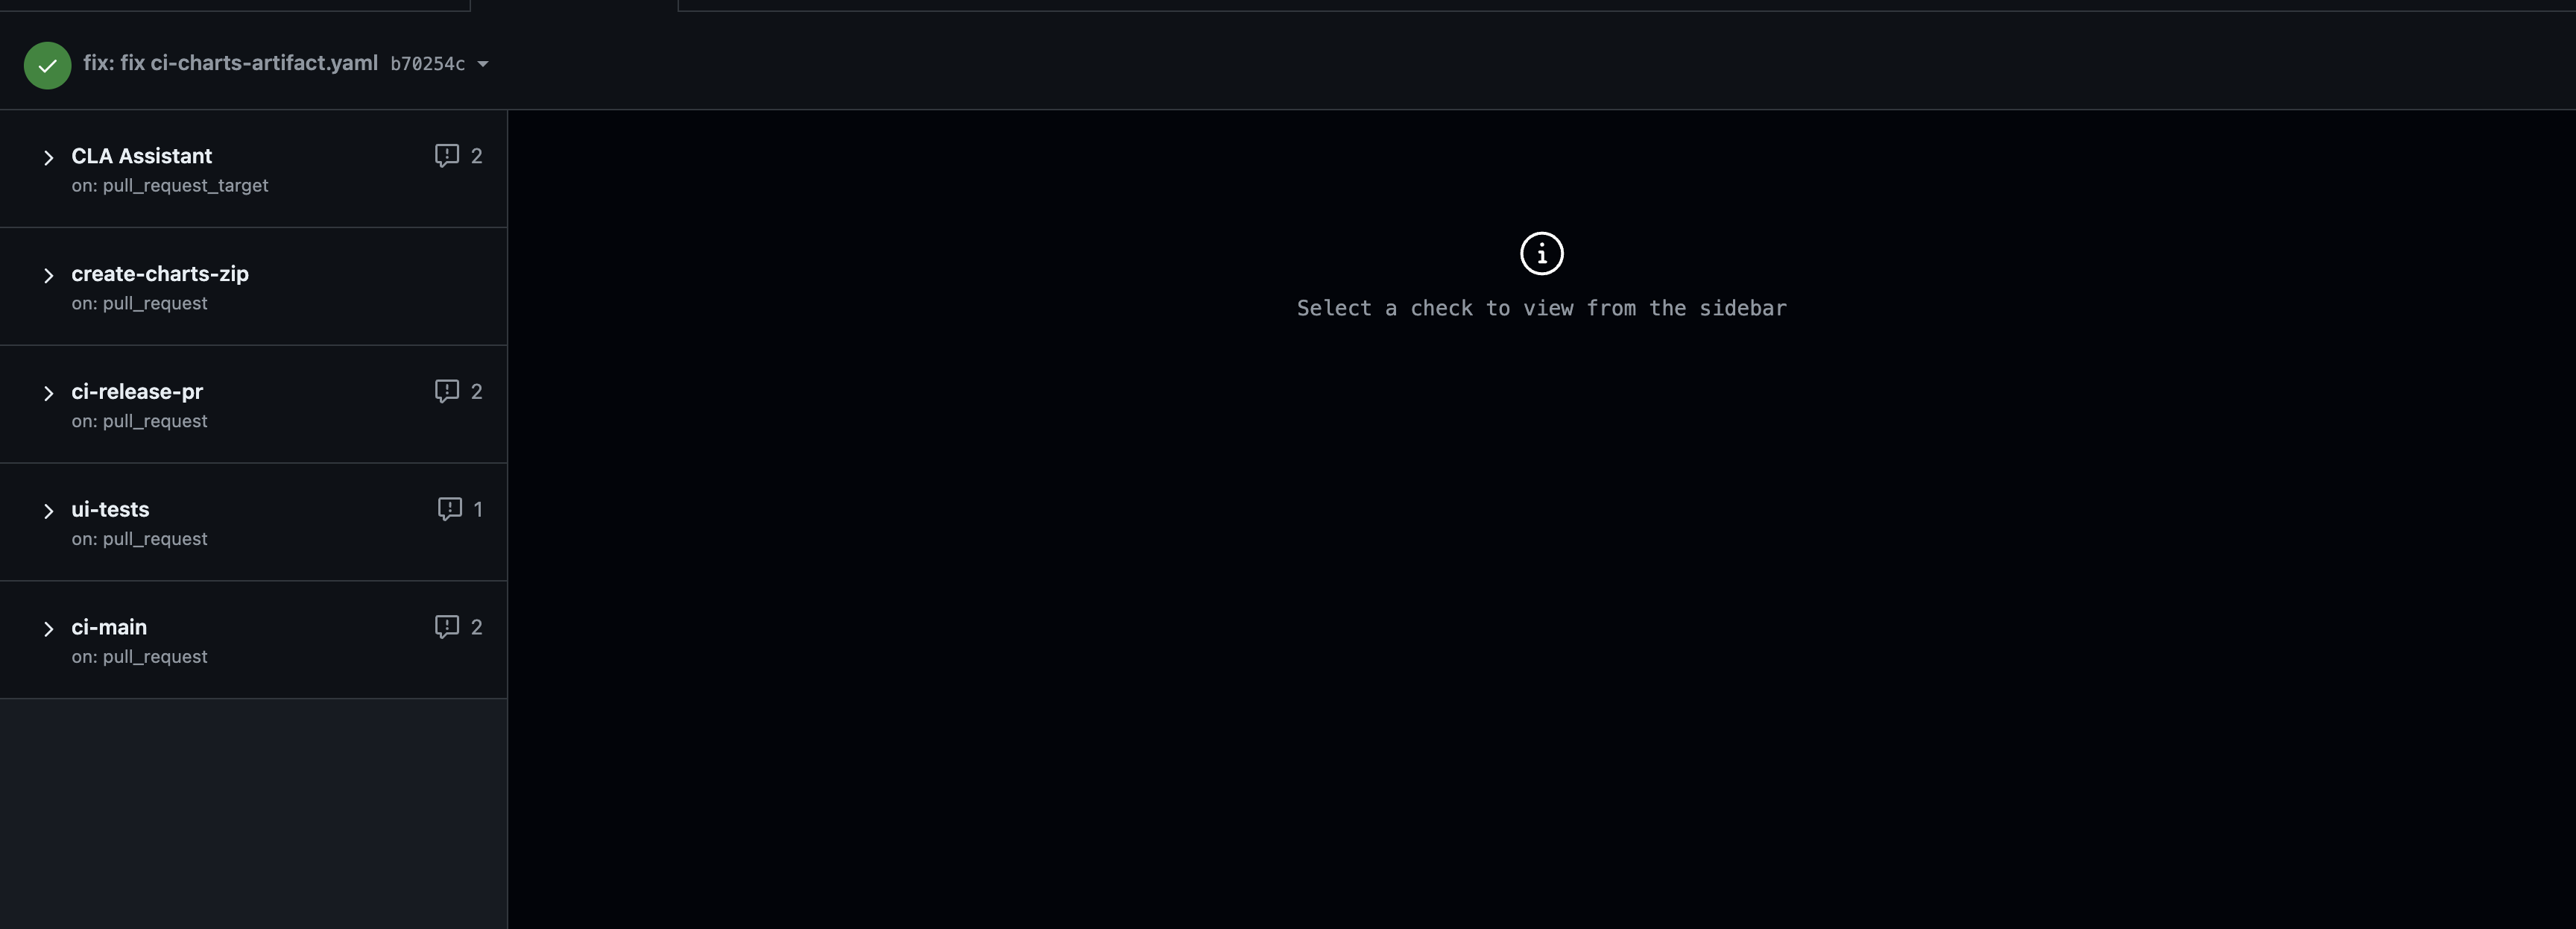 fix: fix ci-charts-artifact.yaml b70254c
CLA Assistant 2
on: pull_request_target
create-charts-zip
on: pull_request
ci-release-pr 2
on: pull_request
ui-tests 1
on: pull_request
ci-main 2
on: pull_request
Select a check to view from the sidebar